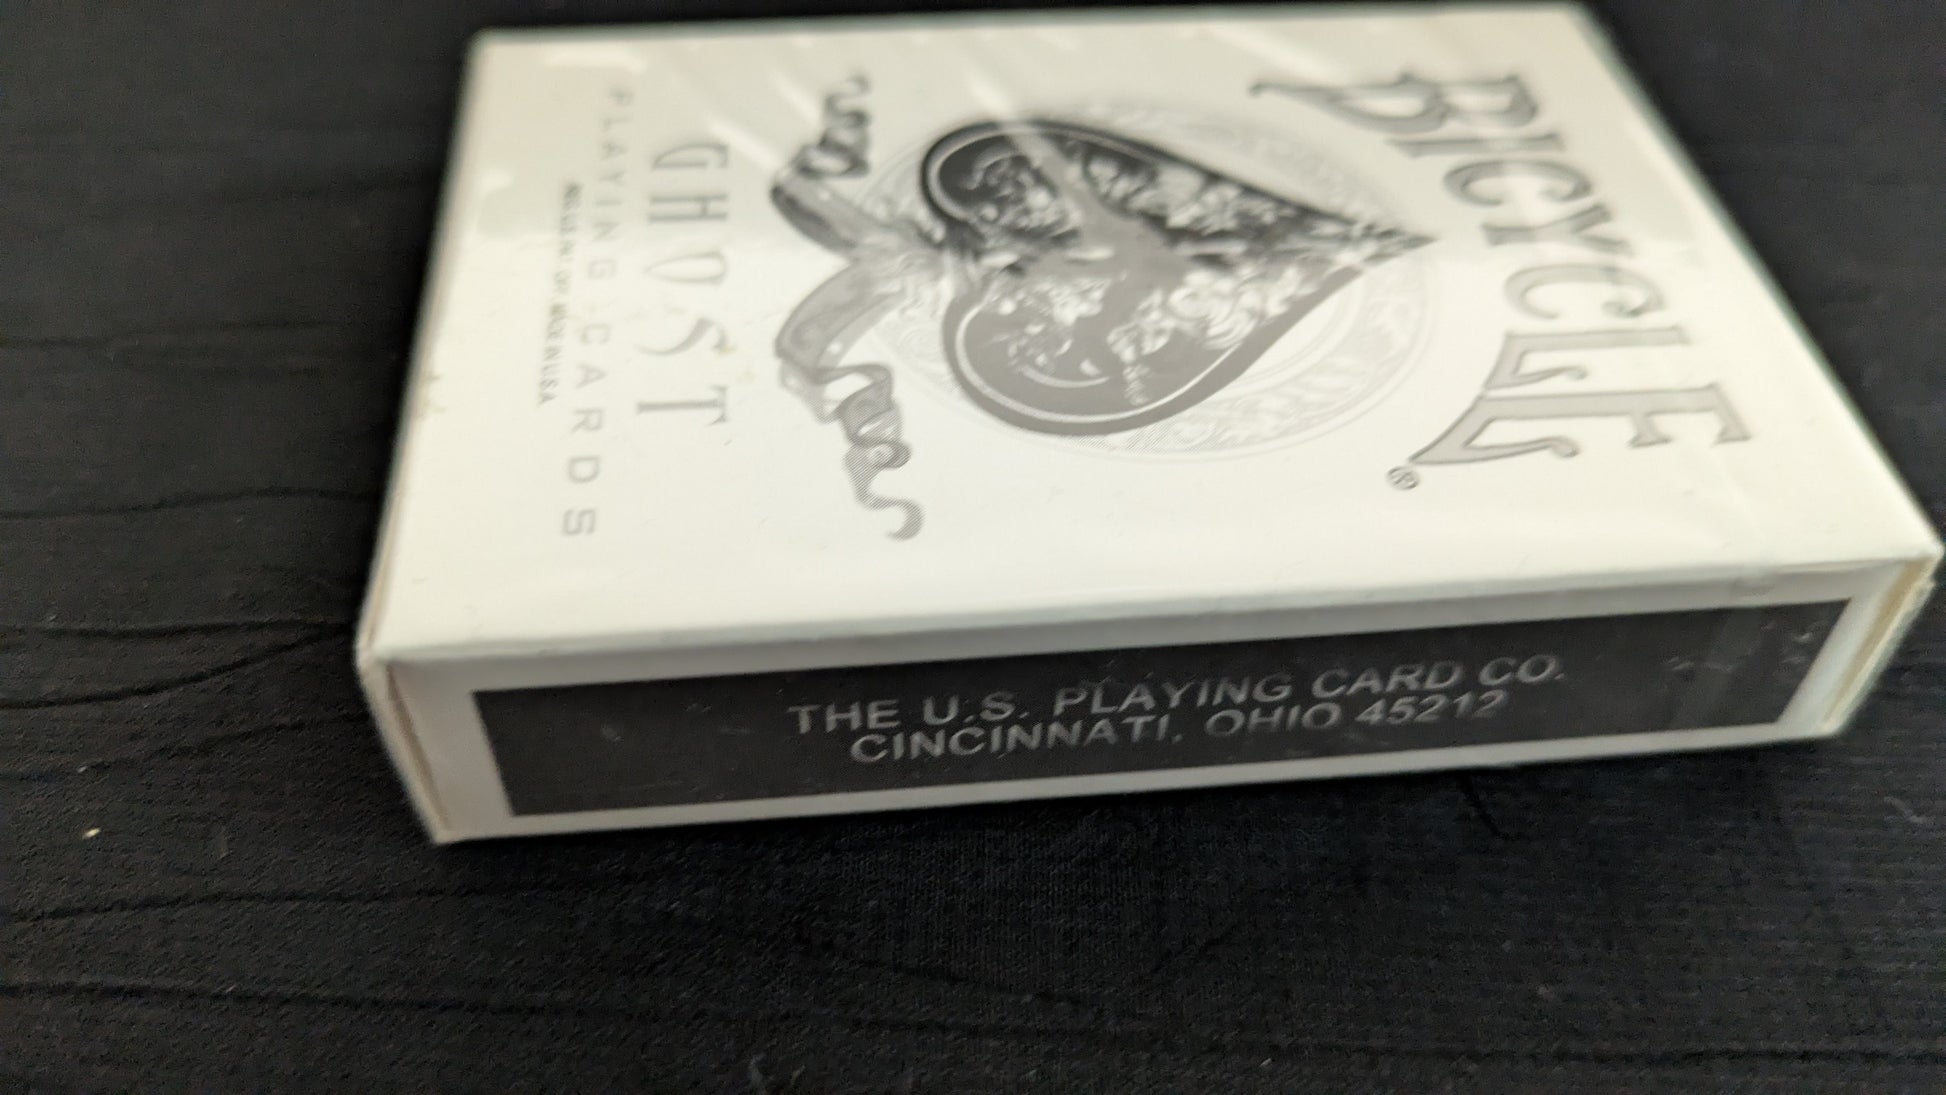 BICYCLE®
GHOST
PLAYING CARDS
THE U.S. PLAYING CARD CO.
CINCINNATI, OHIO 45212